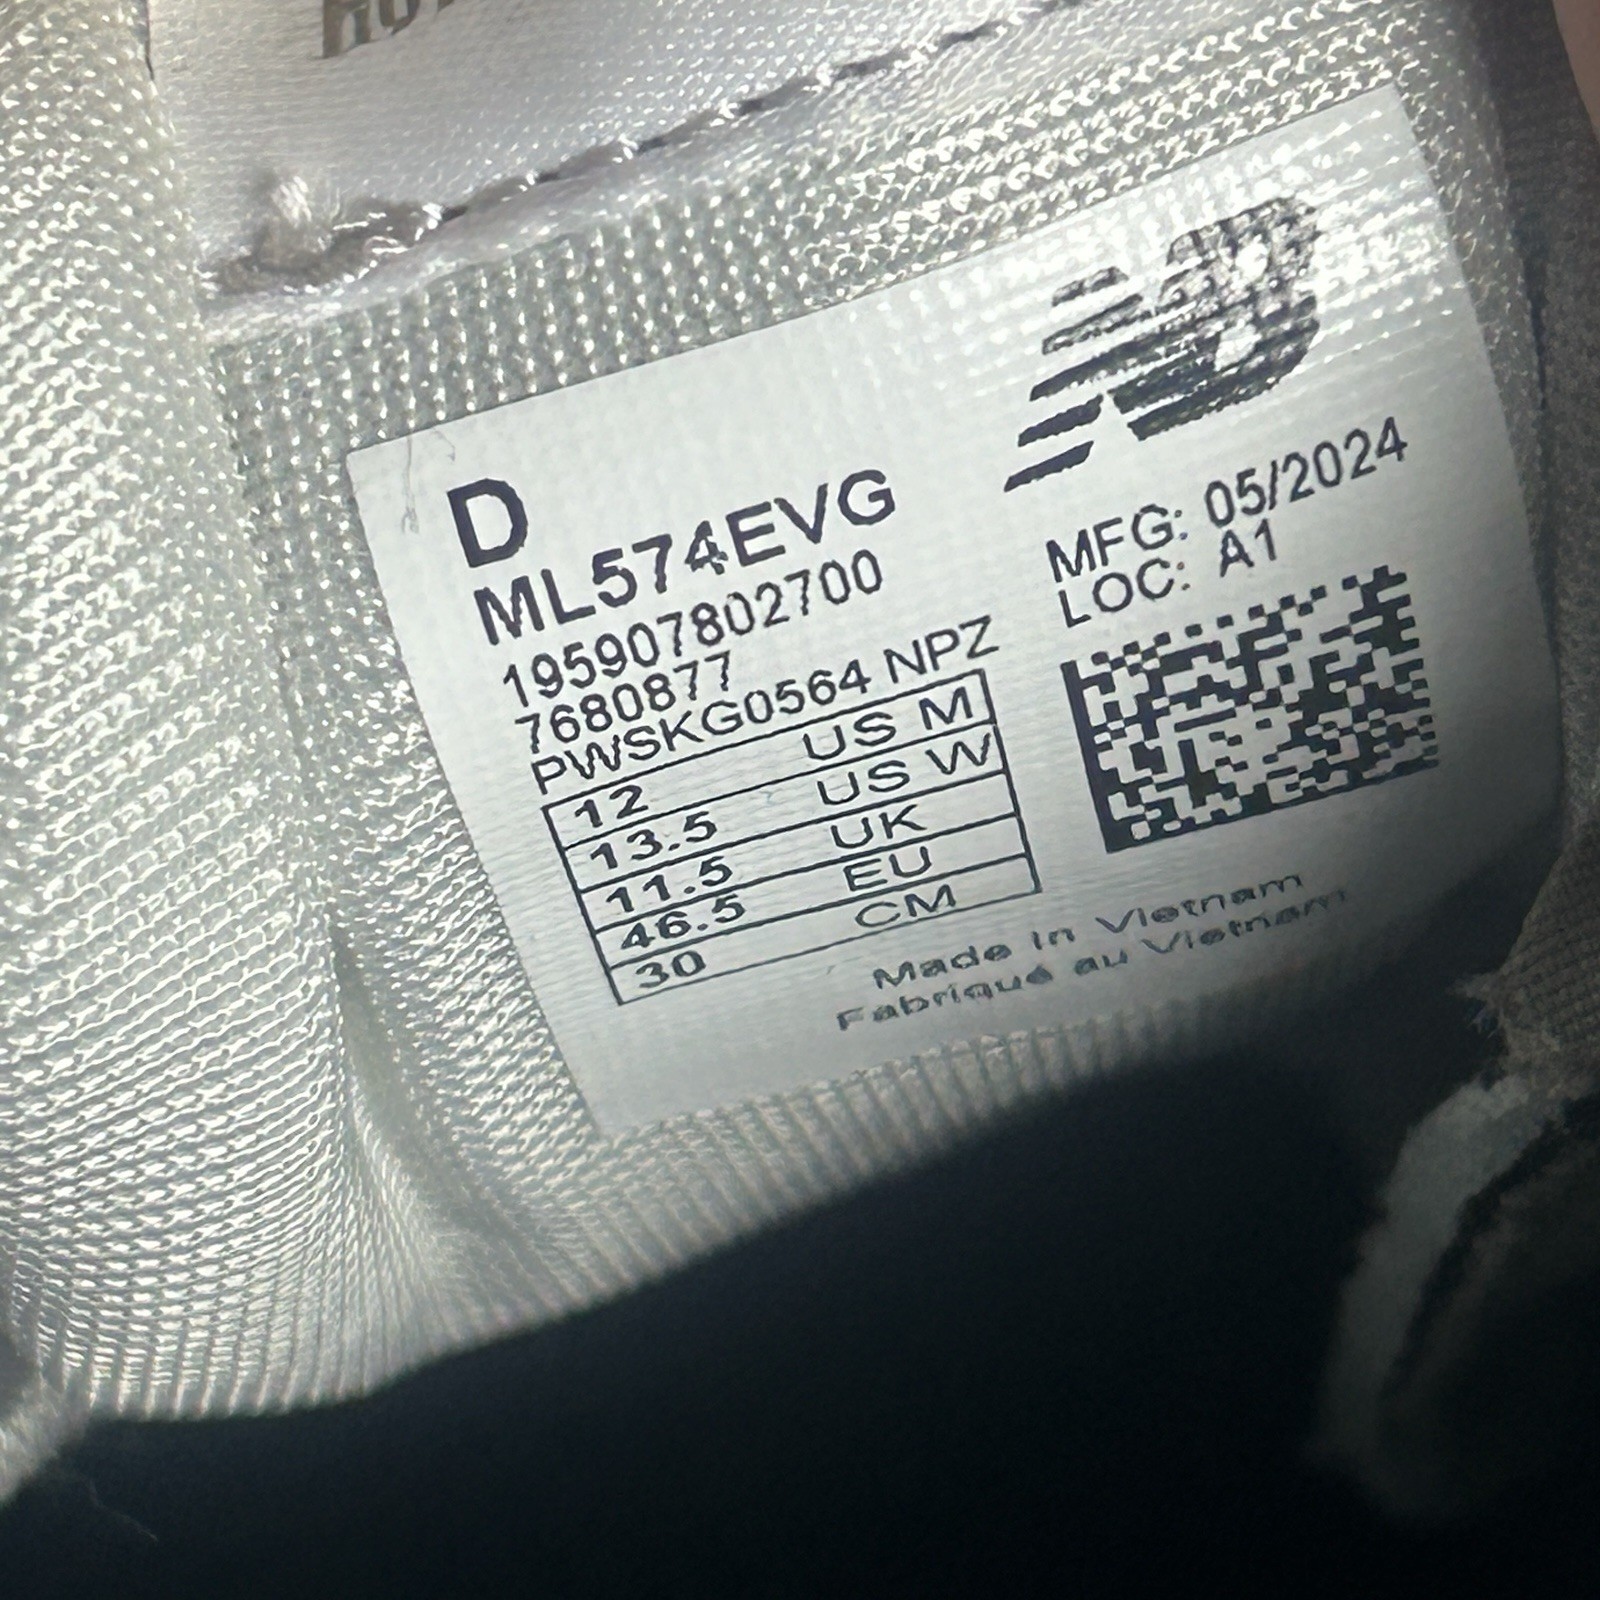 D
ML574EVG
195907802700
7680877
PWSKG0564 NPZ
12 US M
13.5 US W
11.5 UK
46.5 EU
30 CM
MFG: 05/2024
LOC: A1
Made in Vietnam
Fabriqué au Vietnam